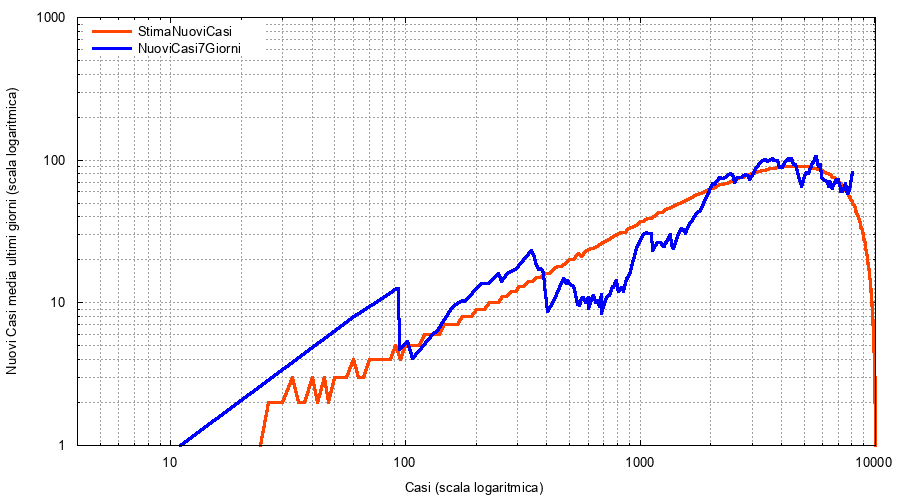 1000
100
10
1
StimaNuoviCasi
NuoviCasi7Giorni
Nuovi Casi media ultimi giorni (scala logaritmica)
10
100
1000
10000
Casi (scala logaritmica)